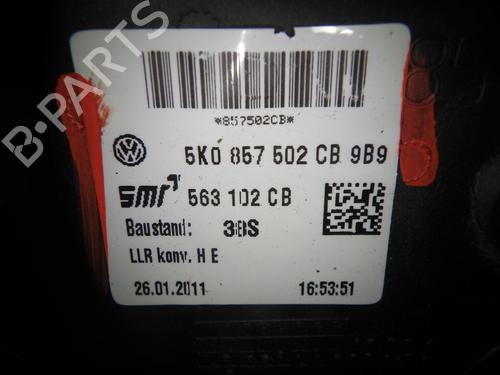 B-PARTS
*857502CB*
5K0 857 502 CB 9B9
smr 563 102 CB
Baustand: 38S
LLR konv. H E
26.01.2011 16:53:51